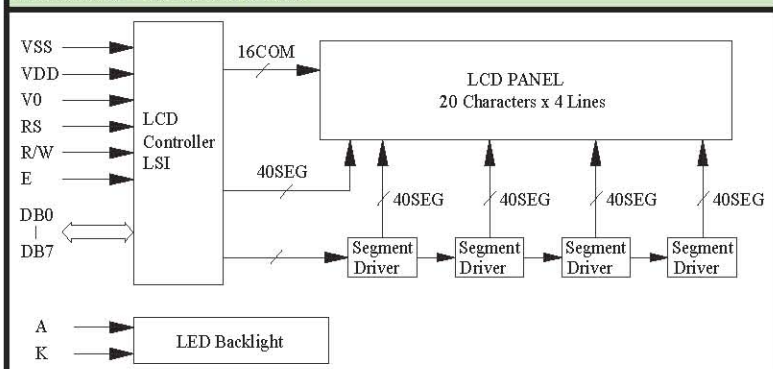 VSS
VDD
V0
RS
R/W
E
DB0
|
DB7
LCD
Controller
LSI
16COM
LCD PANEL
20 Characters x 4 Lines
40SEG
40SEG
40SEG
40SEG
40SEG
Segment
Driver
Segment
Driver
Segment
Driver
Segment
Driver
A
K
LED Backlight